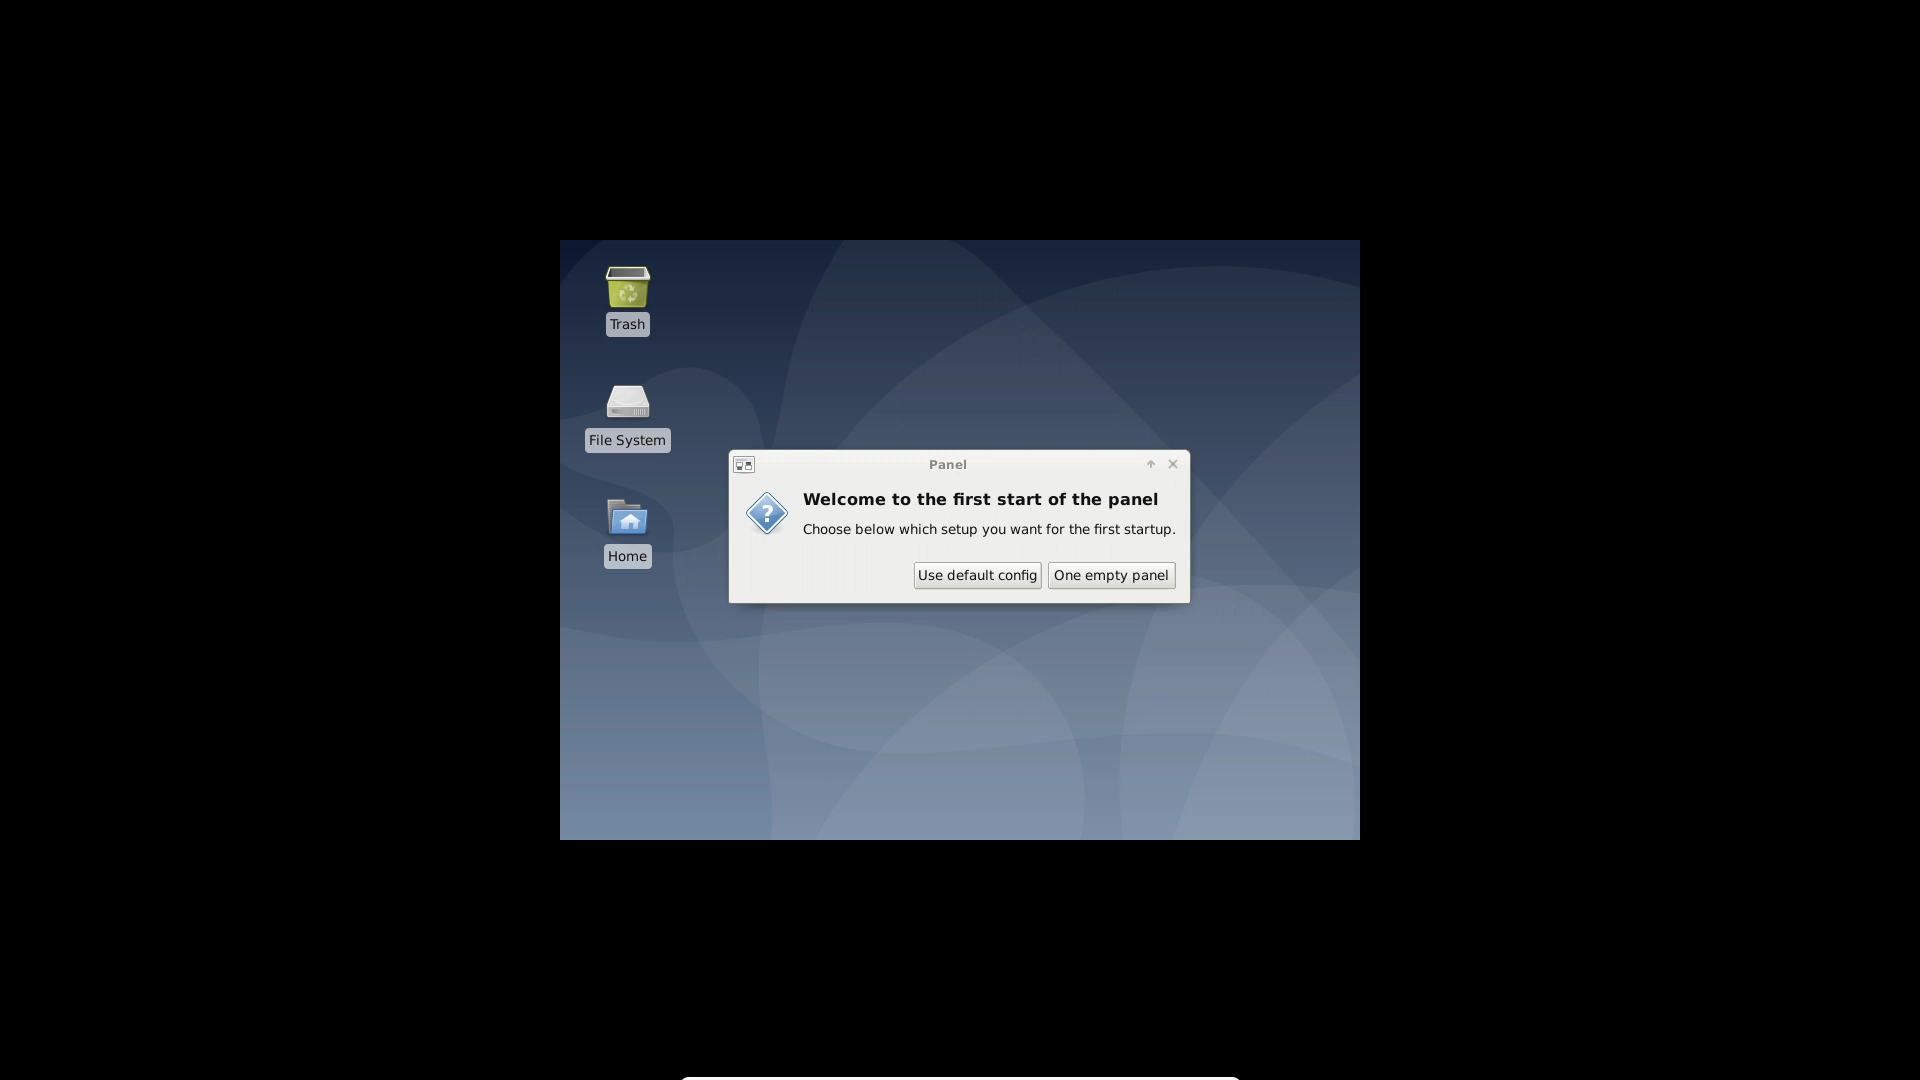 Trash
File System
Home
Panel
Welcome to the first start of the panel
Choose below which setup you want for the first startup.
Use default config
One empty panel